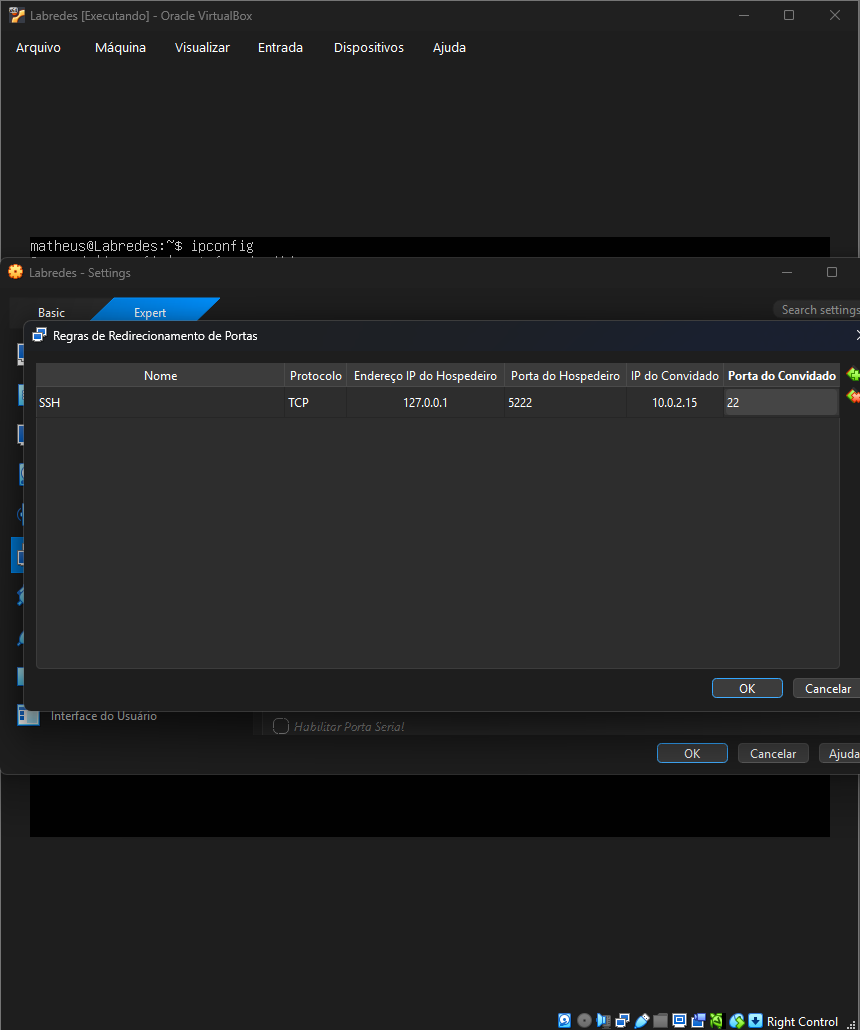 Labredes [Executando] - Oracle VirtualBox
Arquivo Máquina Visualizar Entrada Dispositivos Ajuda
matheus@Labredes:~$ ipconfig
Labredes - Settings
Basic Expert Search settings
Regras de Redirecionamento de Portas
Nome Protocolo Endereço IP do Hospedeiro Porta do Hospedeiro IP do Convidado Porta do Convidado
SSH TCP 127.0.0.1 5222 10.0.2.15 22
OK Cancelar
Interface do Usuário
Habilitar Porta Serial
OK Cancelar Ajuda
Right Control